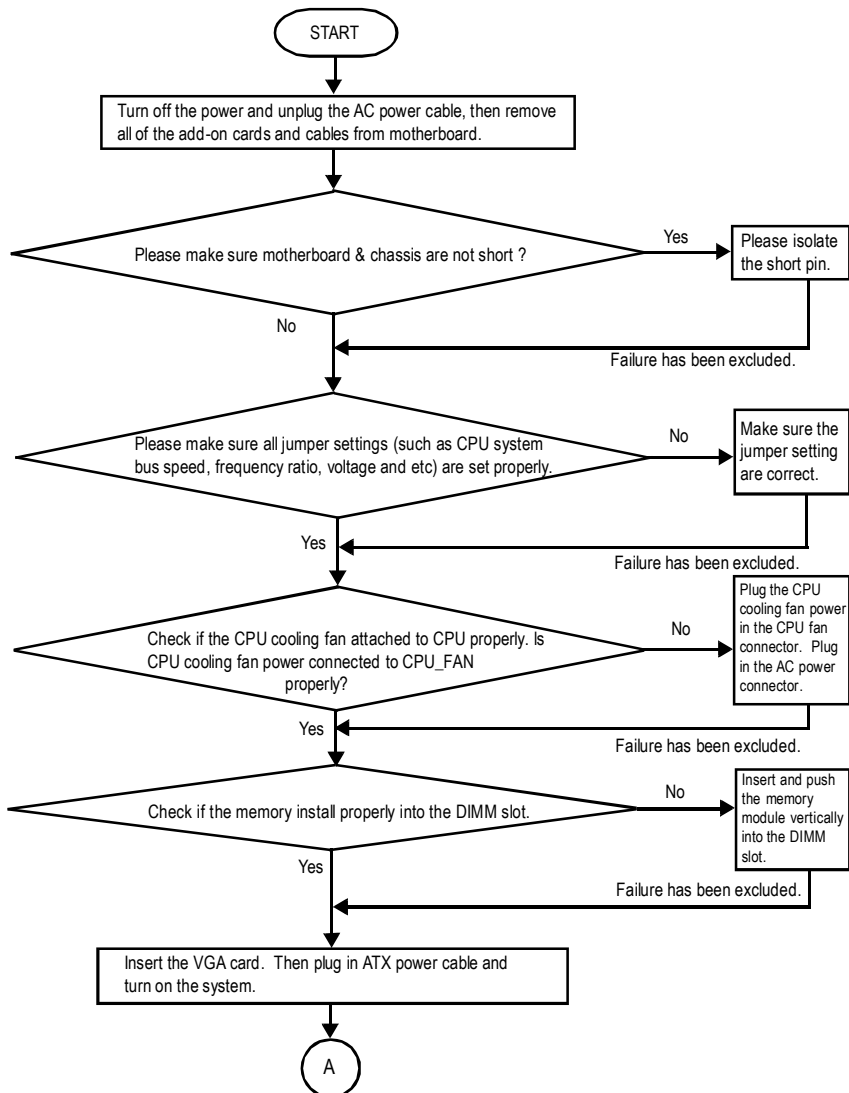 START
Turn off the power and unplug the AC power cable, then remove
all of the add-on cards and cables from motherboard.
Please make sure motherboard & chassis are not short ?
Yes
Please isolate
the short pin.
No
Failure has been excluded.
Please make sure all jumper settings (such as CPU system
bus speed, frequency ratio, voltage and etc) are set properly.
No
Make sure the
jumper setting
are correct.
Yes
Failure has been excluded.
Check if the CPU cooling fan attached to CPU properly. Is
CPU cooling fan power connected to CPU_FAN
properly?
No
Plug the CPU
cooling fan power
in the CPU fan
connector. Plug
in the AC power
connector.
Yes
Failure has been excluded.
Check if the memory install properly into the DIMM slot.
No
Insert and push
the memory
module vertically
into the DIMM
slot.
Yes
Failure has been excluded.
Insert the VGA card. Then plug in ATX power cable and
turn on the system.
A